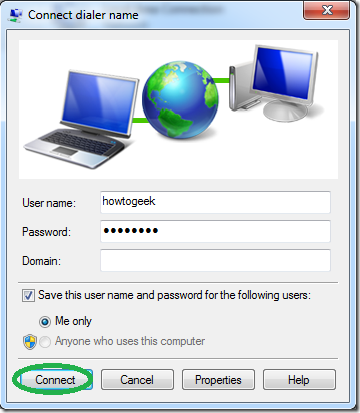 Connect dialer name
User name: howtogeek
Password: ●●●●●●●●
Domain:
Save this user name and password for the following users:
Me only
Anyone who uses this computer
Connect Cancel Properties Help